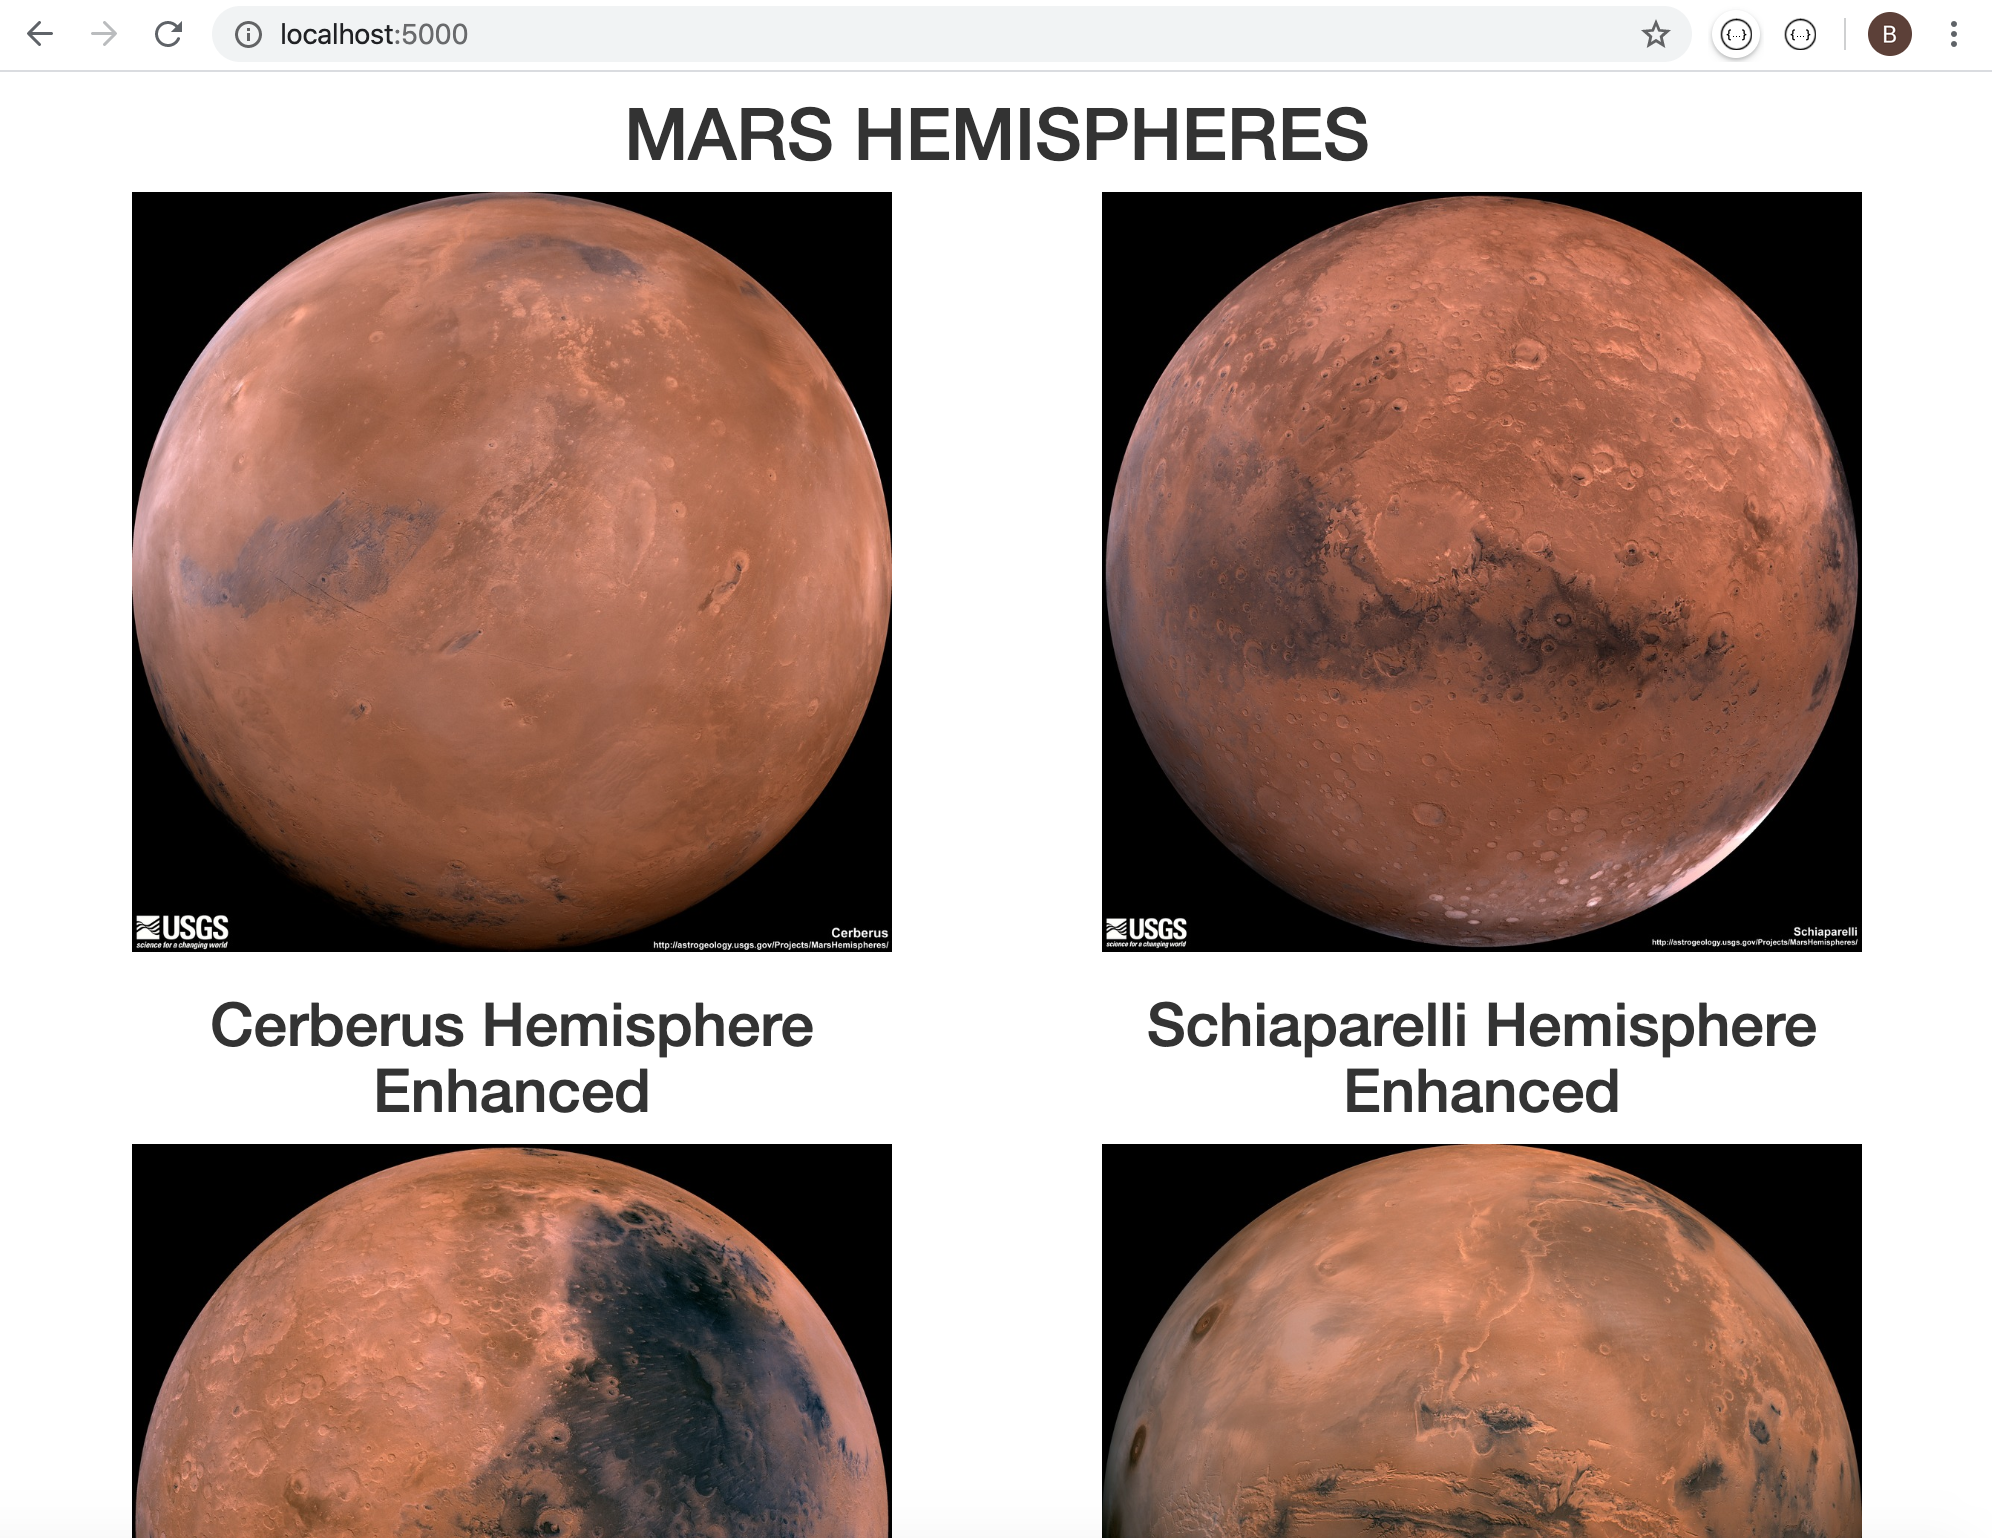 localhost:5000
{...}
{...}
B
MARS HEMISPHERES
USGS
science for a changing world
Cerberus
http://astrogeology.usgs.gov/Projects/MarsHemispheres/
USGS
science for a changing world
Schiaparelli
http://astrogeology.usgs.gov/Projects/MarsHemispheres/
Cerberus Hemisphere
Enhanced
Schiaparelli Hemisphere
Enhanced